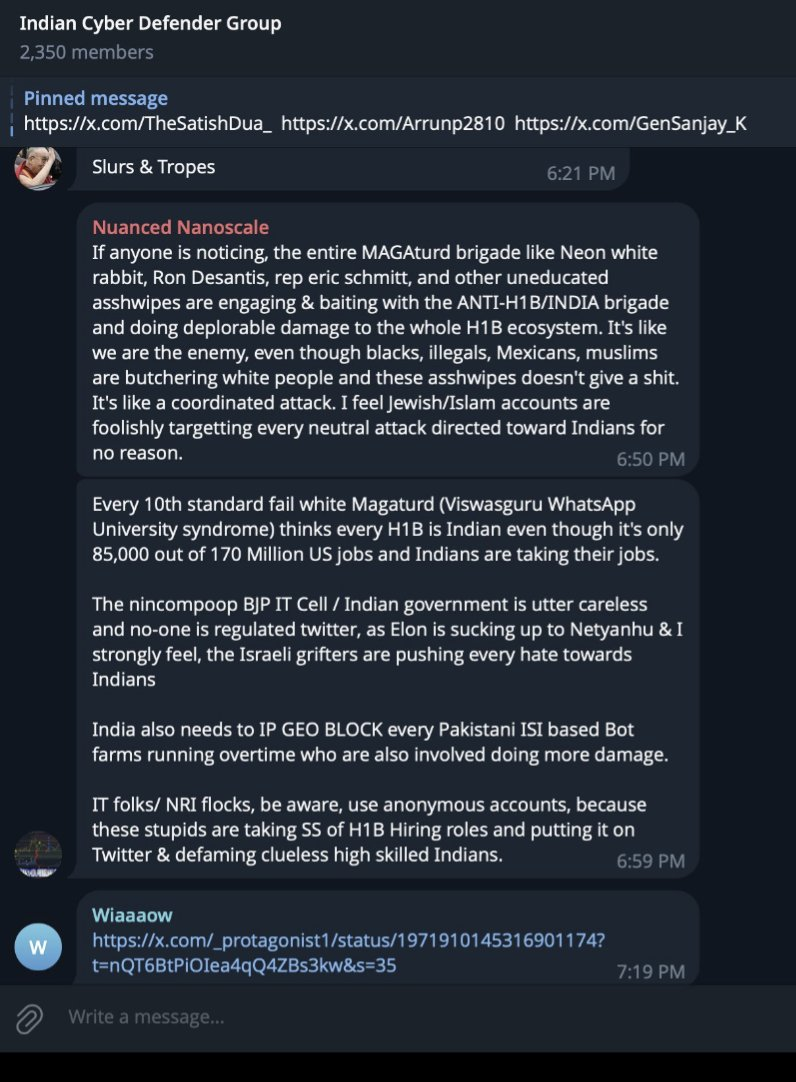 Indian Cyber Defender Group
2,350 members
Pinned message
https://x.com/TheSatishDua_ https://x.com/Arrunp2810 https://x.com/GenSanjay_K
Slurs & Tropes
6:21 PM
Nuanced Nanoscale
If anyone is noticing, the entire MAGAturd brigade like Neon white
rabbit, Ron Desantis, rep eric schmitt, and other uneducated
asshwipes are engaging & baiting with the ANTI-H1B/INDIA brigade
and doing deplorable damage to the whole H1B ecosystem. It's like
we are the enemy, even though blacks, illegals, Mexicans, muslims
are butchering white people and these asshwipes doesn't give a shit.
It's like a coordinated attack. I feel Jewish/Islam accounts are
foolishly targetting every neutral attack directed toward Indians for
no reason.
6:50 PM
Every 10th standard fail white Magaturd (Viswasguru WhatsApp
University syndrome) thinks every H1B is Indian even though it's only
85,000 out of 170 Million US jobs and Indians are taking their jobs.
The nincompoop BJP IT Cell / Indian government is utter careless
and no-one is regulated twitter, as Elon is sucking up to Netyanhu & I
strongly feel, the Israeli grifters are pushing every hate towards
Indians
India also needs to IP GEO BLOCK every Pakistani ISI based Bot
farms running overtime who are also involved doing more damage.
IT folks/ NRI flocks, be aware, use anonymous accounts, because
these stupids are taking SS of H1B Hiring roles and putting it on
Twitter & defaming clueless high skilled Indians.
6:59 PM
Wiaaaow
W
https://x.com/_protagonist1/status/1971910145316901174?
t=nQT6BtPiOIea4qQ4ZBs3kw&s=35
7:19 PM
Write a message...